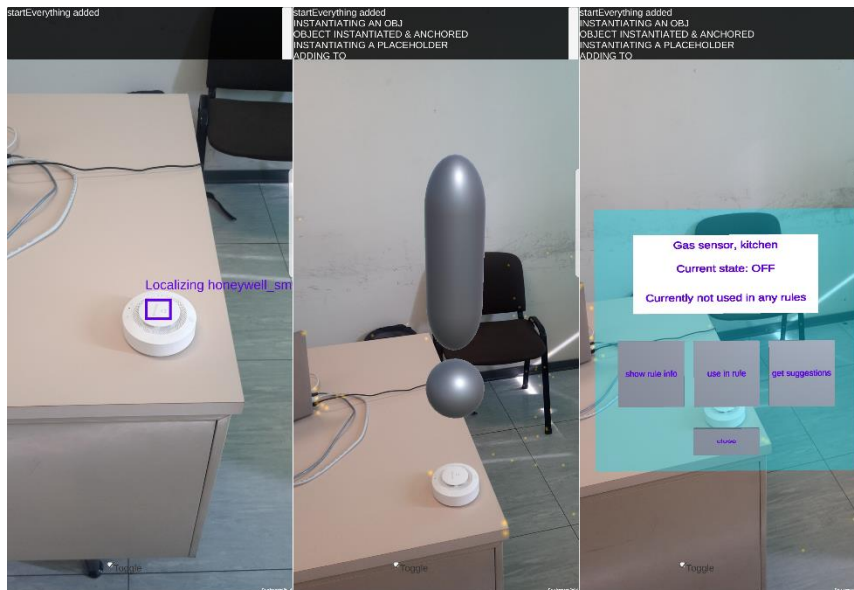 startEverything added
Localizing honeywell_sm
Toggle
startEverything added
INSTANTIATING AN OBJ
OBJECT INSTANTIATED & ANCHORED
INSTANTIATING A PLACEHOLDER
ADDING TO
Toggle
startEverything added
INSTANTIATING AN OBJ
OBJECT INSTANTIATED & ANCHORED
INSTANTIATING A PLACEHOLDER
ADDING TO
Gas sensor, kitchen
Current state: OFF
Currently not used in any rules
show rule info
use in rule
get suggestions
close
Toggle